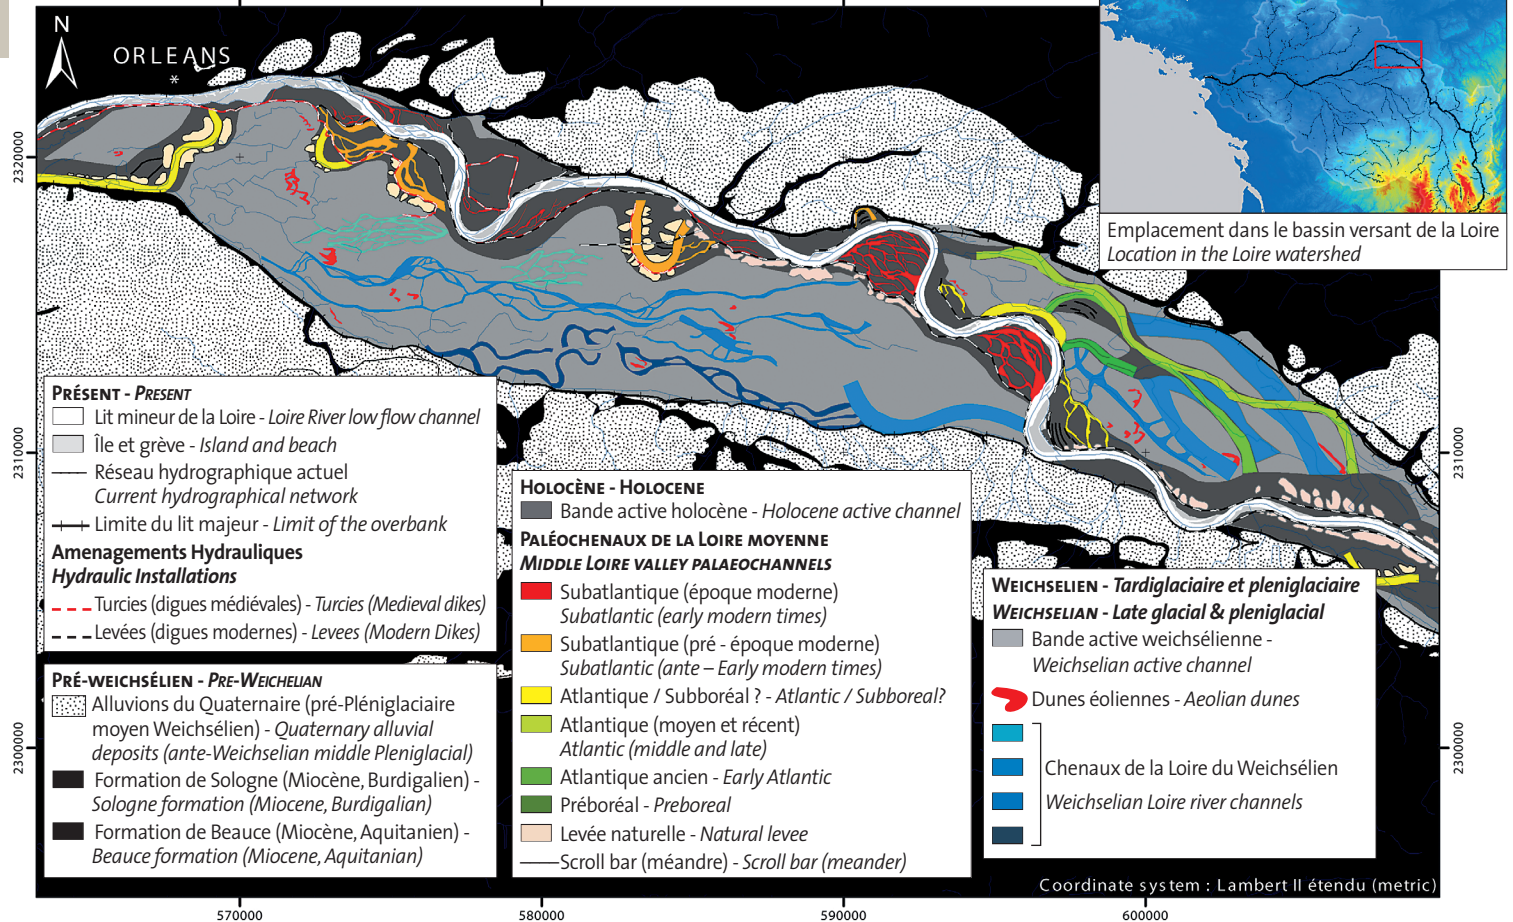 N
ORLEANS
*
Emplacement dans le bassin versant de la Loire
Location in the Loire watershed
2320000
2310000
2310000
2300000
2300000
PRÉSENT - PRESENT
Lit mineur de la Loire - Loire River low flow channel
Île et grève - Island and beach
Réseau hydrographique actuel
Current hydrographical network
Limite du lit majeur - Limit of the overbank
Amenagements Hydrauliques
Hydraulic Installations
Turcies (digues médiévales) - Turcies (Medieval dikes)
Levées (digues modernes) - Levees (Modern Dikes)
PRÉ-WEICHSÉLIEN - PRE-WEICHELIAN
Alluvions du Quaternaire (pré-Pléniglaciaire
moyen Weichsélien) - Quaternary alluvial
deposits (ante-Weichselian middle Pleniglacial)
Formation de Sologne (Miocène, Burdigalien) -
Sologne formation (Miocene, Burdigalian)
Formation de Beauce (Miocène, Aquitanien) -
Beauce formation (Miocene, Aquitanian)
HOLOCÈNE - HOLOCENE
Bande active holocène - Holocene active channel
PALÉOCHENAUX DE LA LOIRE MOYENNE
MIDDLE LOIRE VALLEY PALAEOCHANNELS
Subatlantique (époque moderne)
Subatlantic (early modern times)
Subatlantique (pré - époque moderne)
Subatlantic (ante – Early modern times)
Atlantique / Subboréal ? - Atlantic / Subboreal?
Atlantique (moyen et récent)
Atlantic (middle and late)
Atlantique ancien - Early Atlantic
Préboréal - Preboreal
Levée naturelle - Natural levee
Scroll bar (méandre) - Scroll bar (meander)
WEICHSELIEN - Tardiglaciaire et pleniglaciaire
WEICHSELIAN - Late glacial & pleniglacial
Bande active weichsélienne -
Weichselian active channel
Dunes éoliennes - Aeolian dunes
Chenaux de la Loire du Weichsélien
Weichselian Loire river channels
Coordinate system : Lambert II étendu (metric)
570000
580000
590000
600000